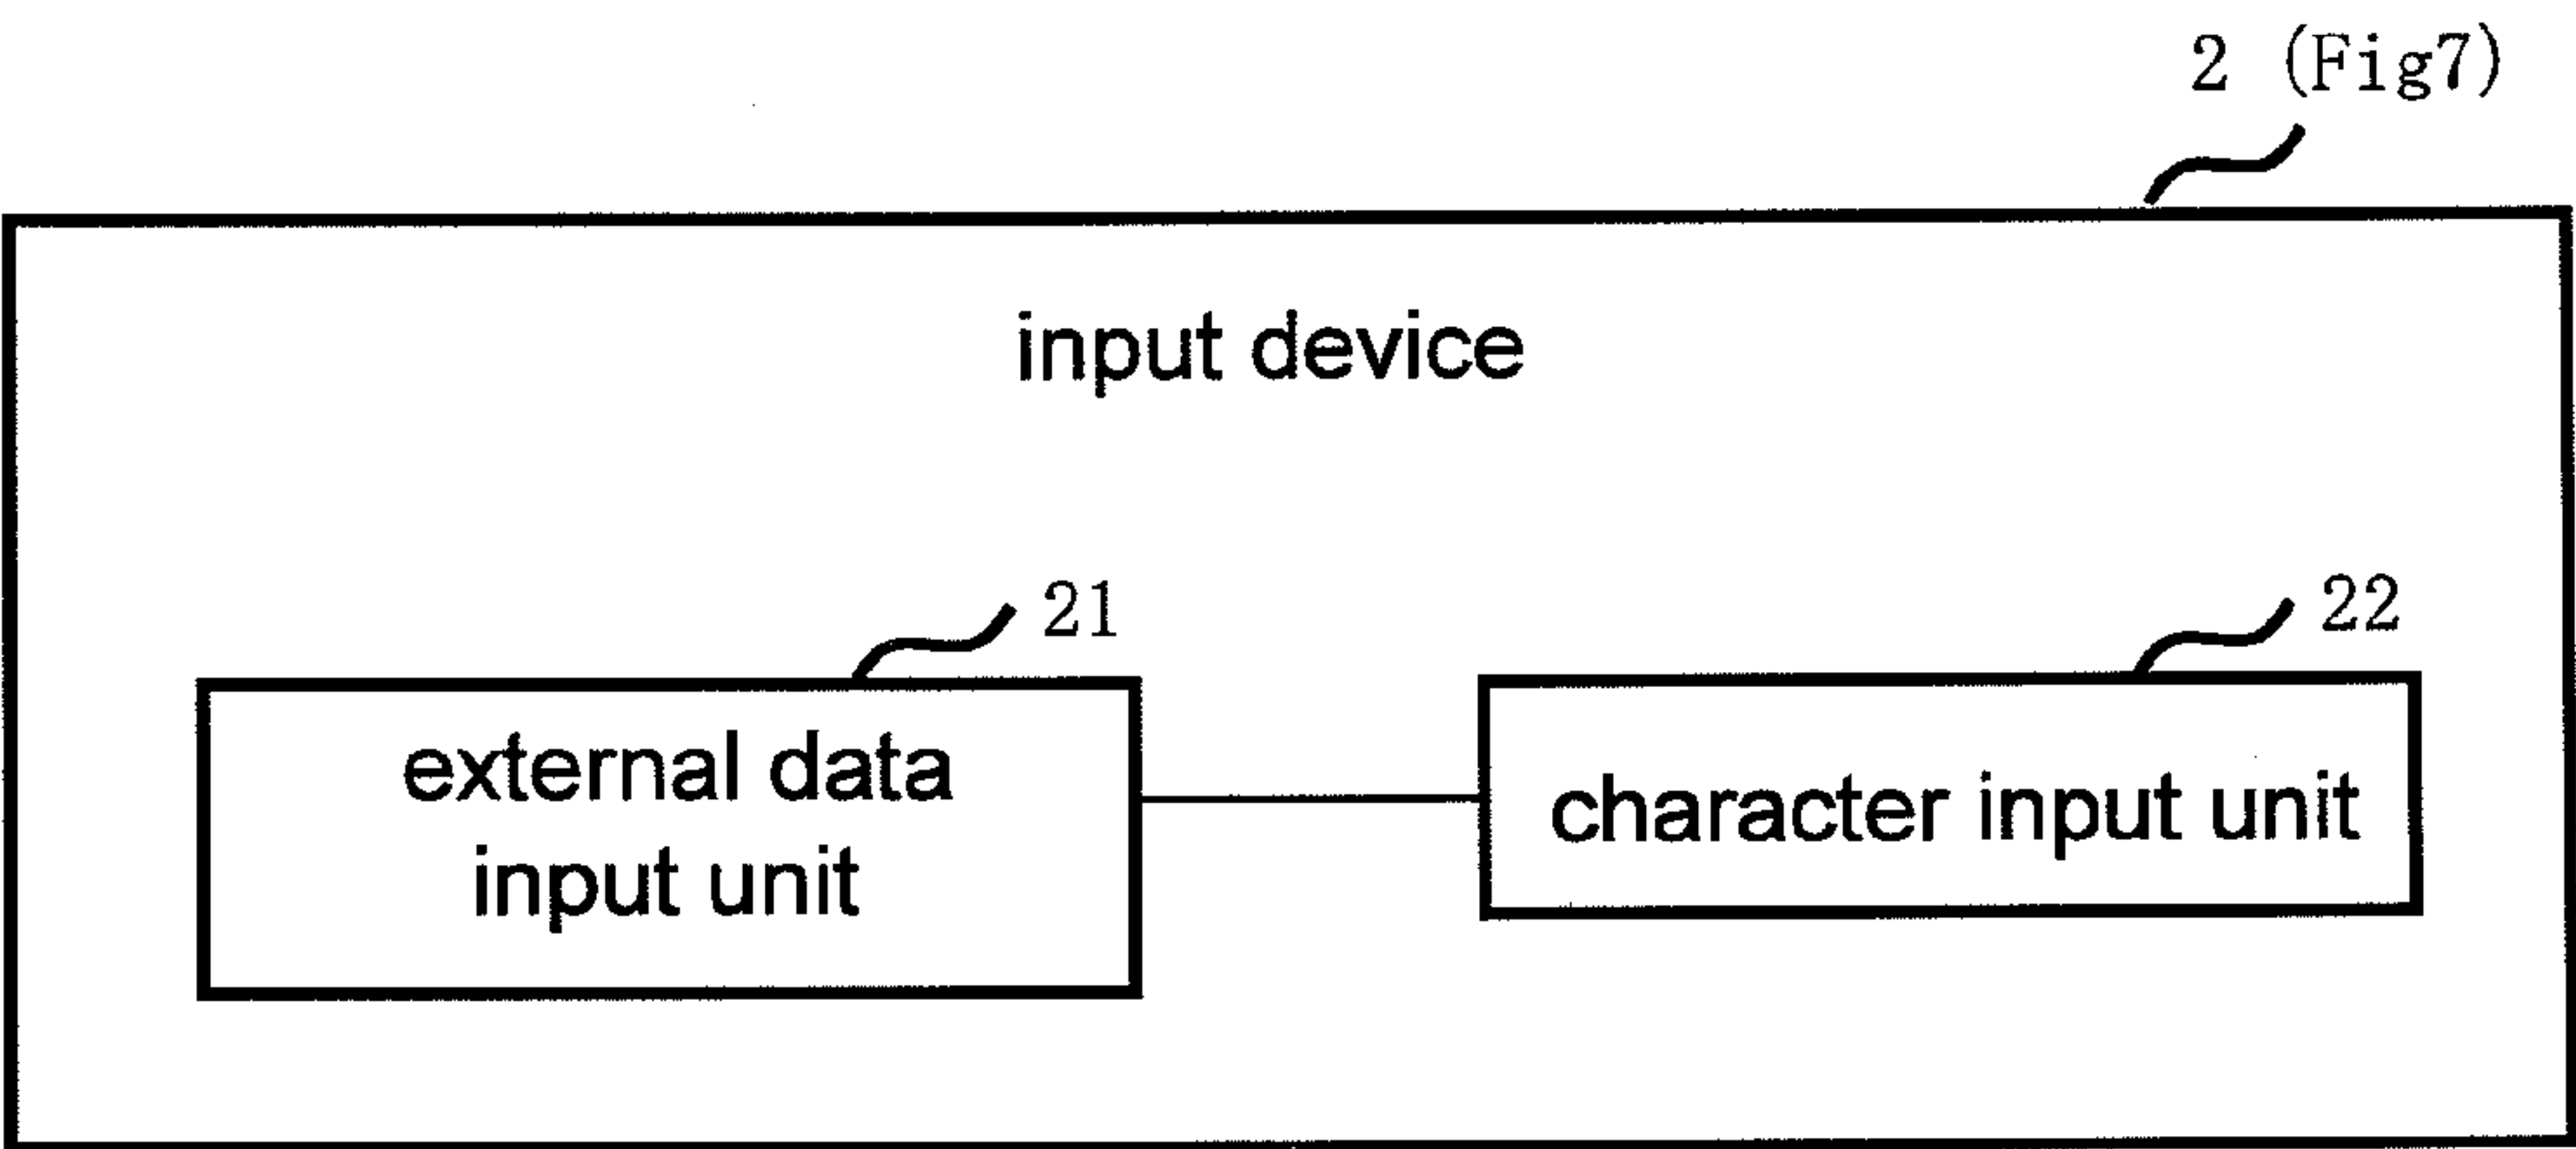 2 (Fig7)
input device
21
22
external data
input unit
character input unit